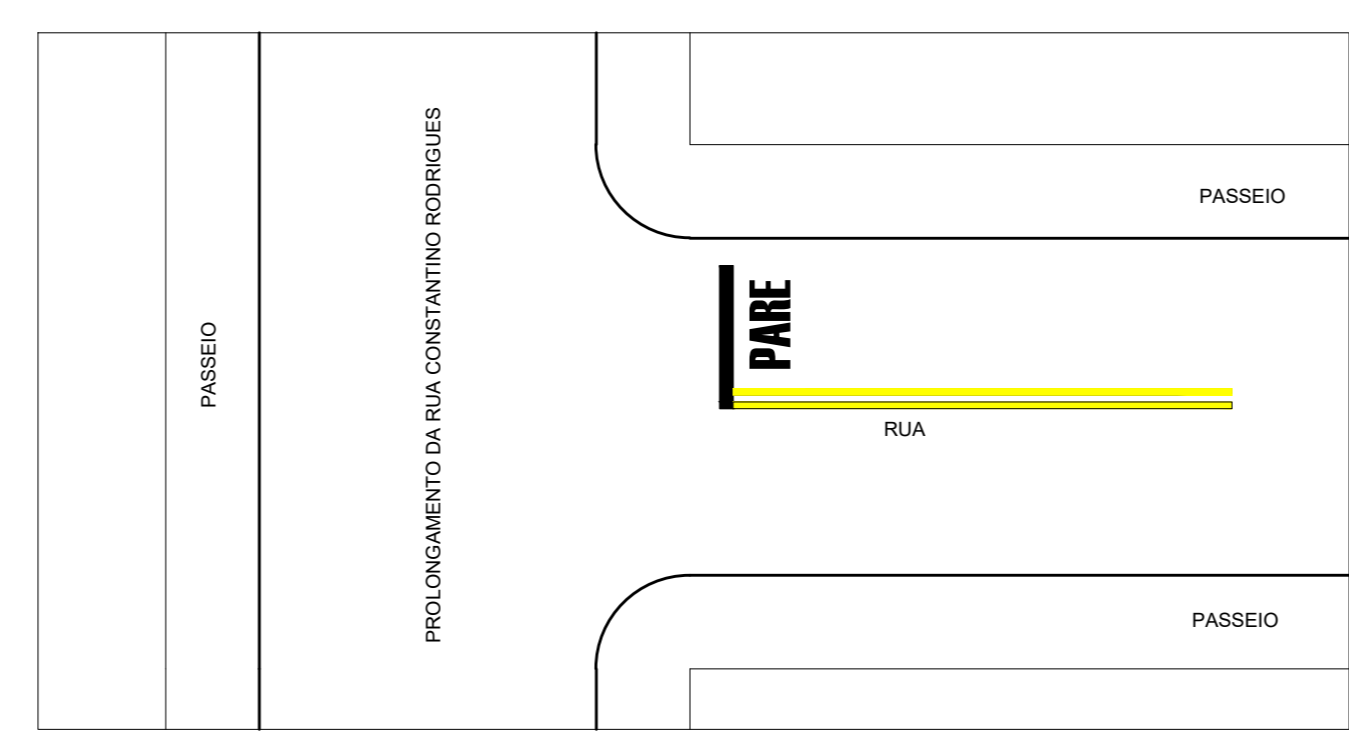 PASSEIO
PROLONGAMENTO DA RUA CONSTANTINO RODRIGUES
PASSEIO
PARE
RUA
PASSEIO